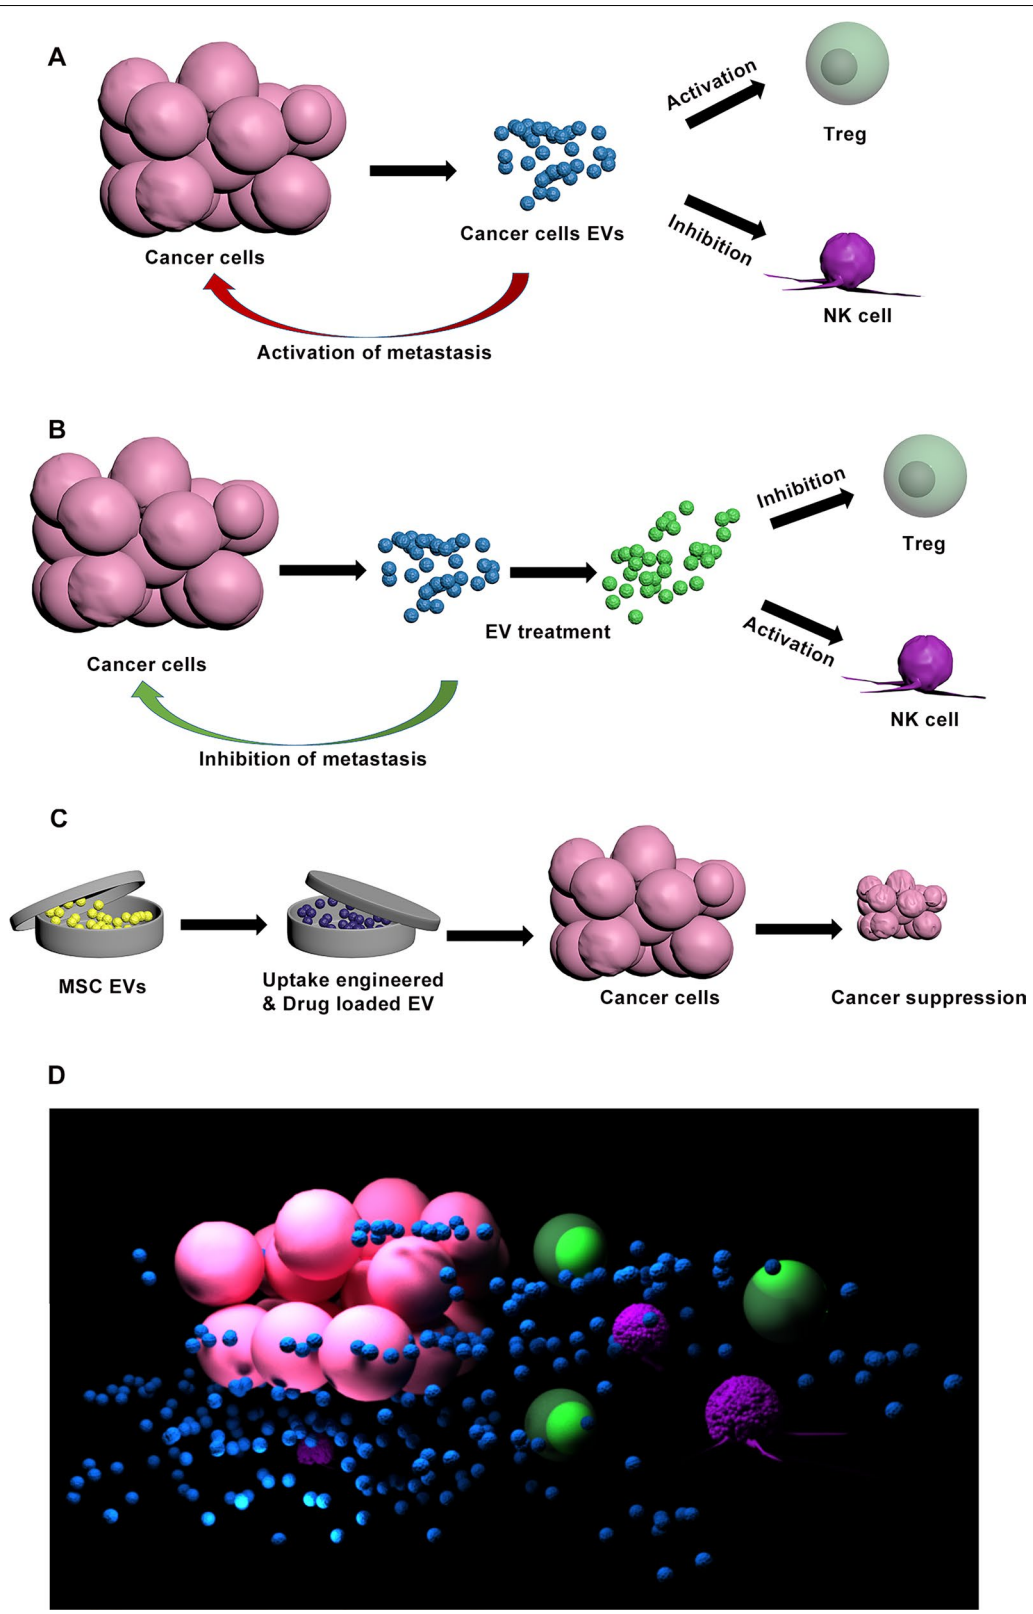 A
Activation
Treg
Cancer cells EVs
Inhibition
Cancer cells
NK cell
Activation of metastasis
B
Inhibition
Treg
EV treatment
Activation
Cancer cells
NK cell
Inhibition of metastasis
C
MSC EVs
Uptake engineered
& Drug loaded EV
Cancer cells
Cancer suppression
D